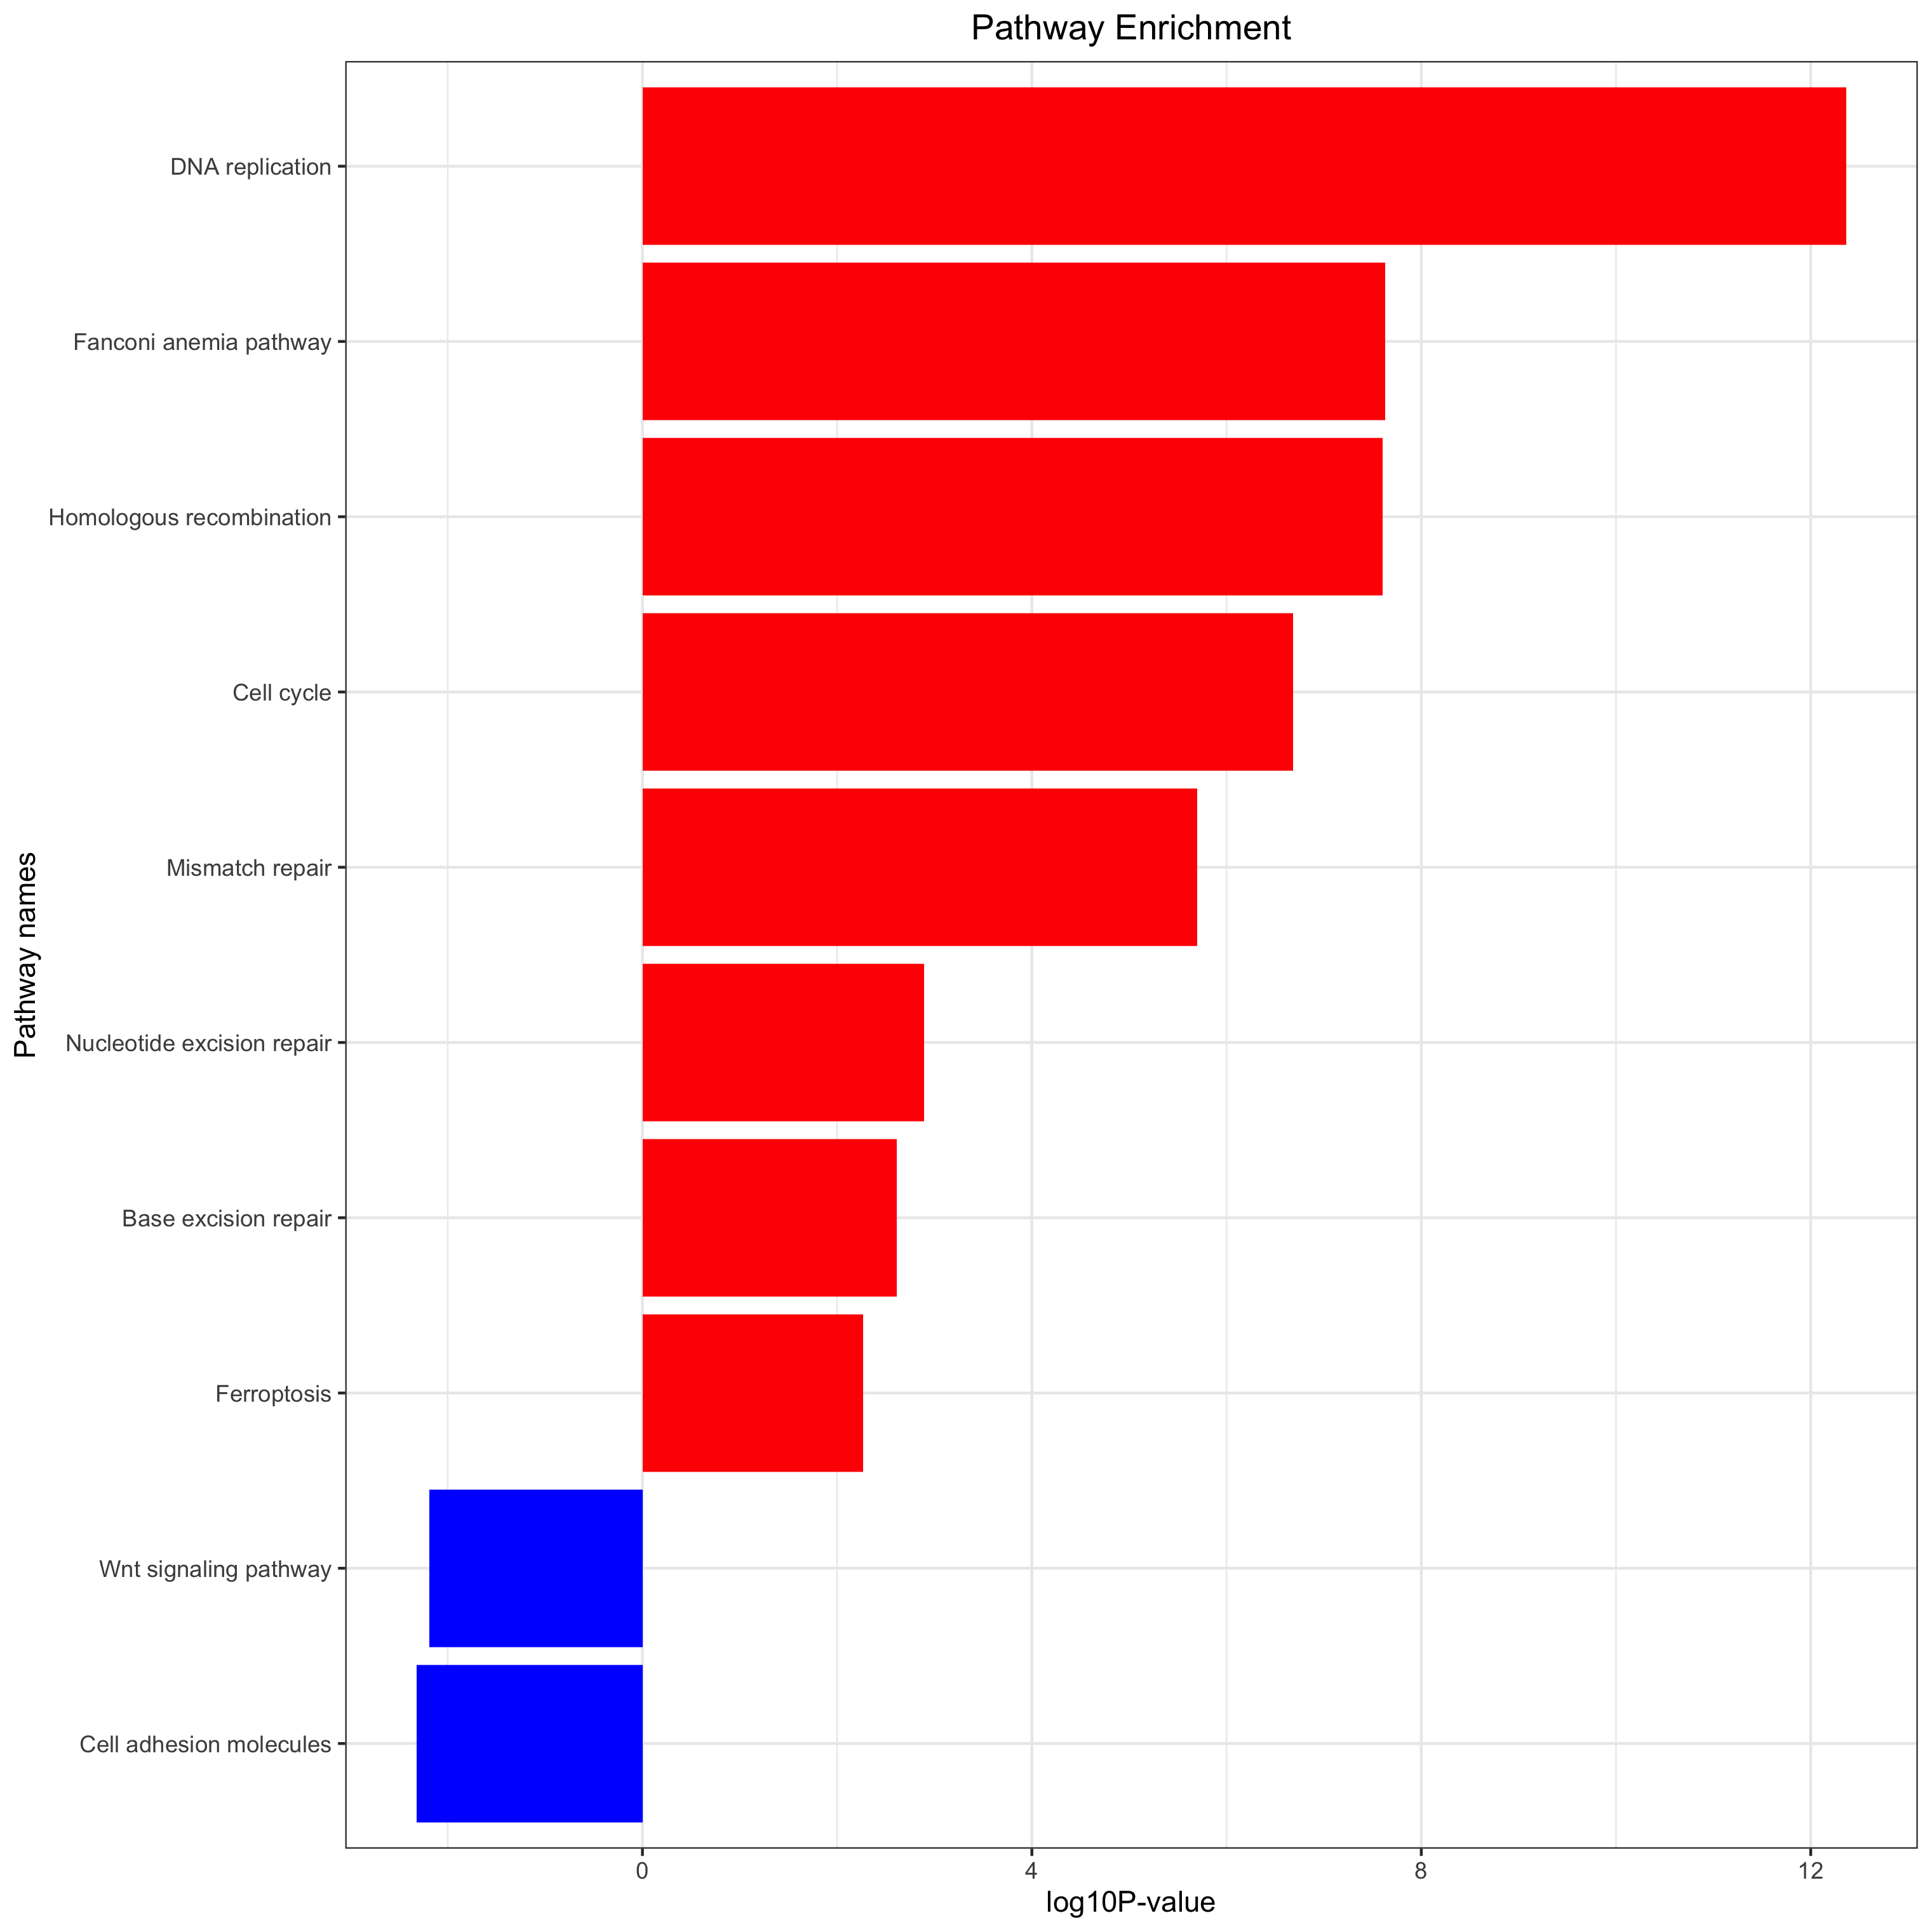 Pathway Enrichment
Pathway names
DNA replication
Fanconi anemia pathway
Homologous recombination
Cell cycle
Mismatch repair
Nucleotide excision repair
Base excision repair
Ferroptosis
Wnt signaling pathway
Cell adhesion molecules
0 4 8 12
log10P-value